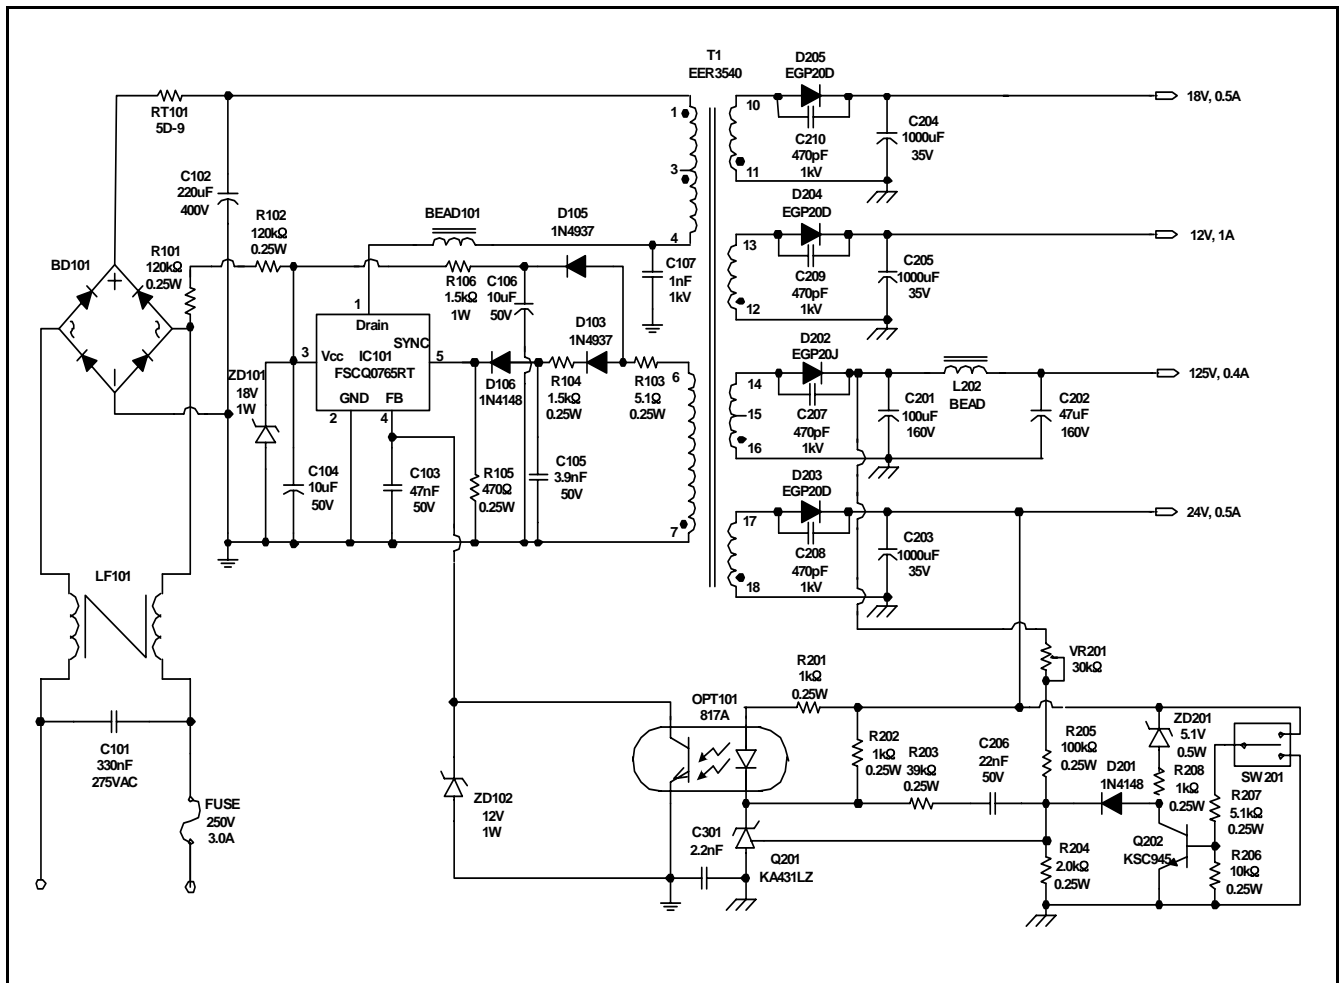 T1
EER3540
D205
EGP20D
RT101
5D-9
1
10
18V, 0.5A
C210
470pF
1kV
C204
1000uF
35V
3
11
C102
220uF
400V
D204
EGP20D
R102
120kΩ
0.25W
BEAD101
D105
1N4937
R101
120kΩ
0.25W
BD101
4
13
12V, 1A
C107
1nF
1kV
C209
470pF
1kV
C205
1000uF
35V
R106
1.5kΩ
1W
C106
10uF
50V
12
1
Drain
SYNC
Vcc
IC101
FSCQ0765RT
GND
FB
3
5
2
4
D103
1N4937
D202
EGP20J
ZD101
18V
1W
D106
1N4148
R104
1.5kΩ
0.25W
R103
5.1Ω
0.25W
6
14
15
16
125V, 0.4A
L202
BEAD
C207
470pF
1kV
C201
100uF
160V
C202
47uF
160V
C104
10uF
50V
C103
47nF
50V
R105
470Ω
0.25W
C105
3.9nF
50V
D203
EGP20D
7
17
24V, 0.5A
C208
470pF
1kV
C203
1000uF
35V
18
LF101
VR201
30kΩ
R201
1kΩ
0.25W
OPT101
817A
R202
1kΩ
0.25W
R203
39kΩ
0.25W
C206
22nF
50V
R205
100kΩ
0.25W
ZD201
5.1V
0.5W
D201
1N4148
R208
1kΩ
0.25W
SW201
R207
5.1kΩ
0.25W
C101
330nF
275VAC
FUSE
250V
3.0A
ZD102
12V
1W
C301
2.2nF
Q201
KA431LZ
R204
2.0kΩ
0.25W
Q202
KSC945
R206
10kΩ
0.25W